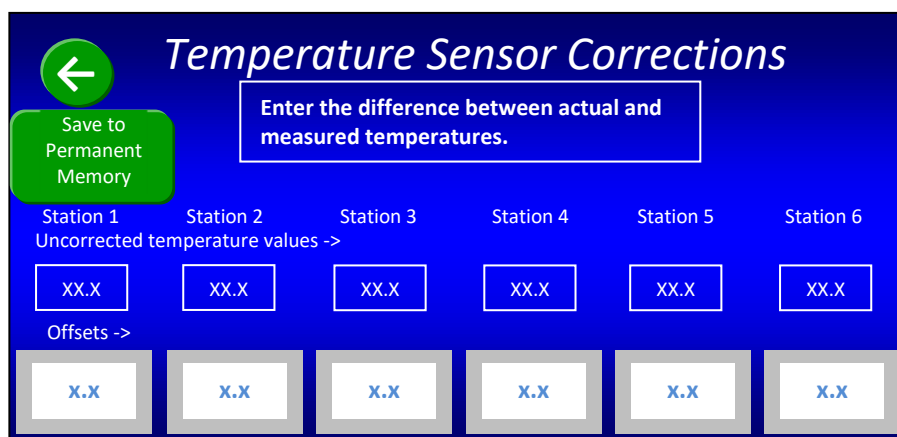 Temperature Sensor Corrections
Enter the difference between actual and
measured temperatures.
Save to
Permanent
Memory
Station 1 Station 2 Station 3 Station 4 Station 5 Station 6
Uncorrected temperature values ->
XX.X XX.X XX.X XX.X XX.X XX.X
Offsets ->
x.x x.x x.x x.x x.x x.x